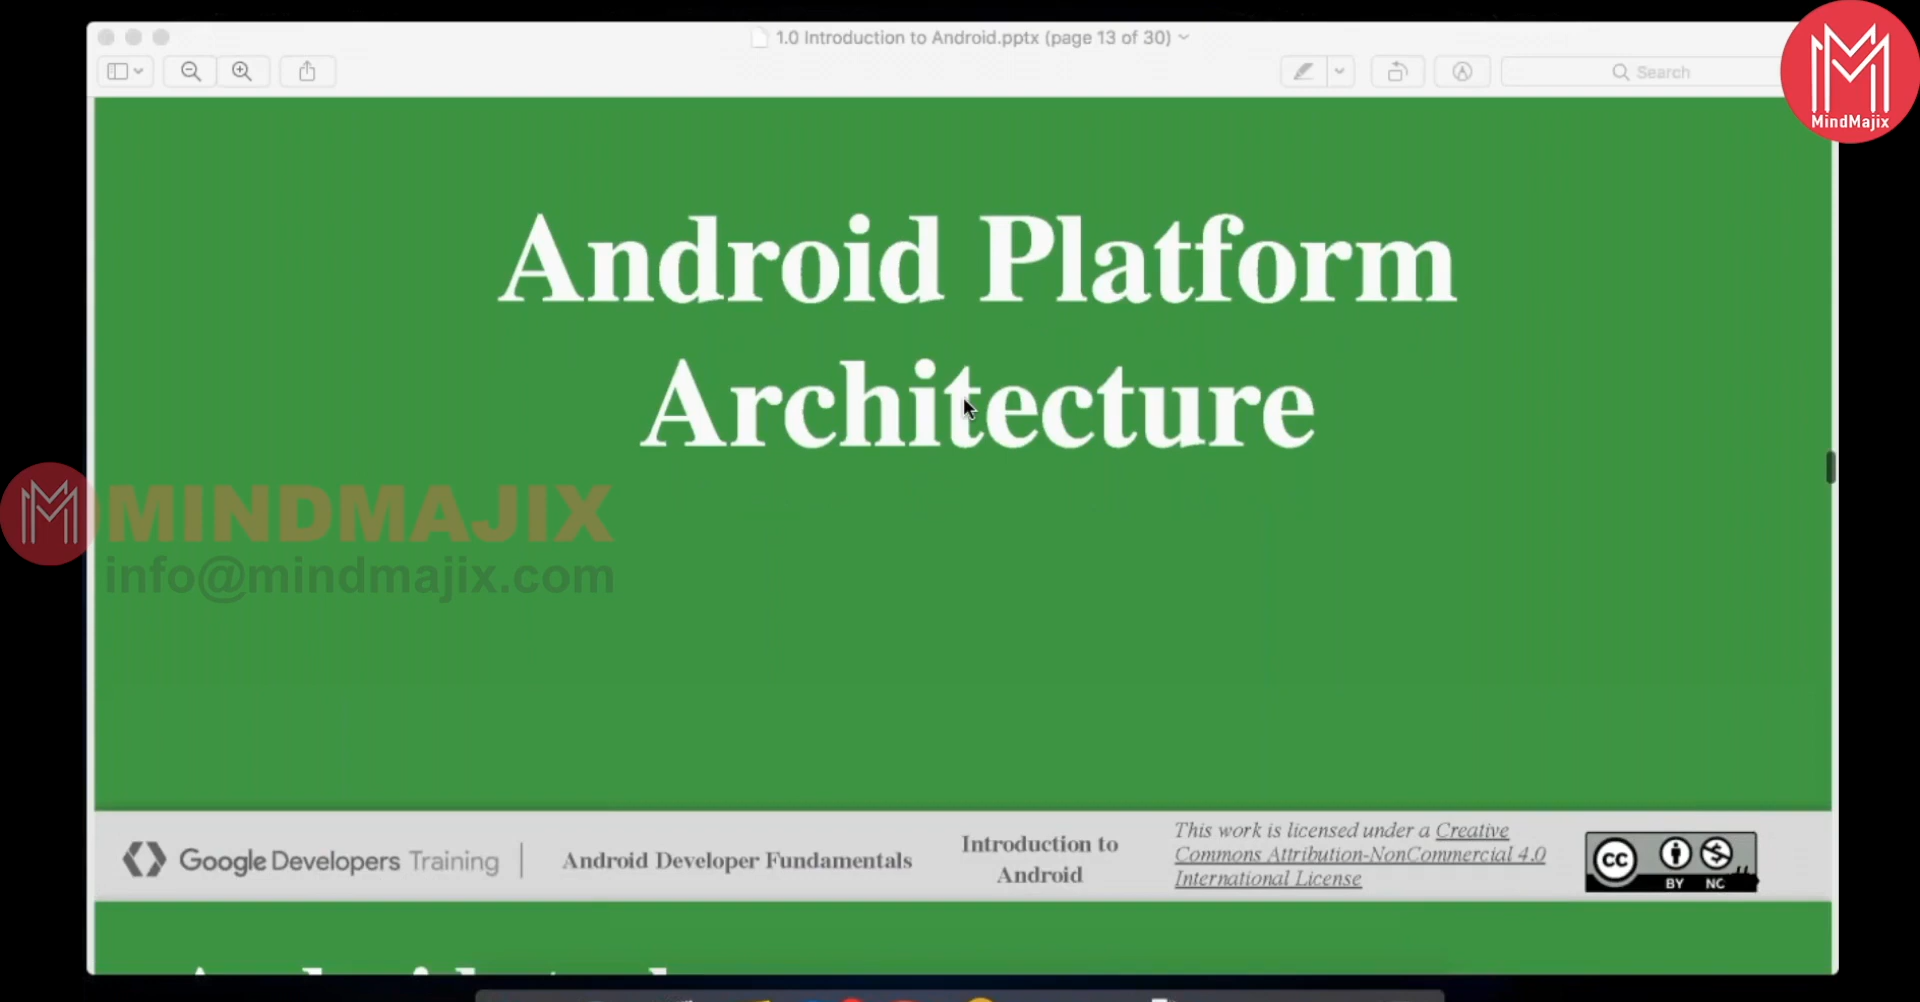 1.0 Introduction to Android.pptx (page 13 of 30)
Search
MindMajix
Android Platform
Architecture
MINDMAJIX
info@mindmajix.com
Google Developers Training
Android Developer Fundamentals
Introduction to
Android
This work is licensed under a Creative
Commons Attribution-NonCommercial 4.0
International License
cc
BY NC